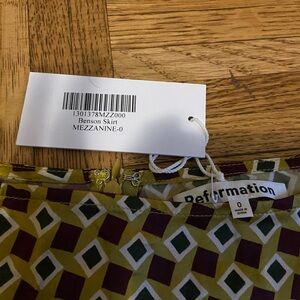 1301378MZZ000
Benson Skirt
MEZZANINE-0
Reformation
0